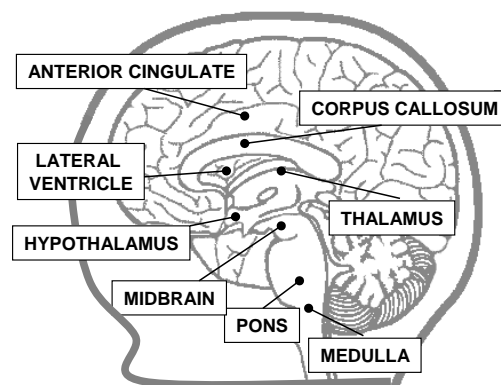 ANTERIOR CINGULATE
CORPUS CALLOSUM
LATERAL
VENTRICLE
THALAMUS
HYPOTHALAMUS
MIDBRAIN
PONS
MEDULLA